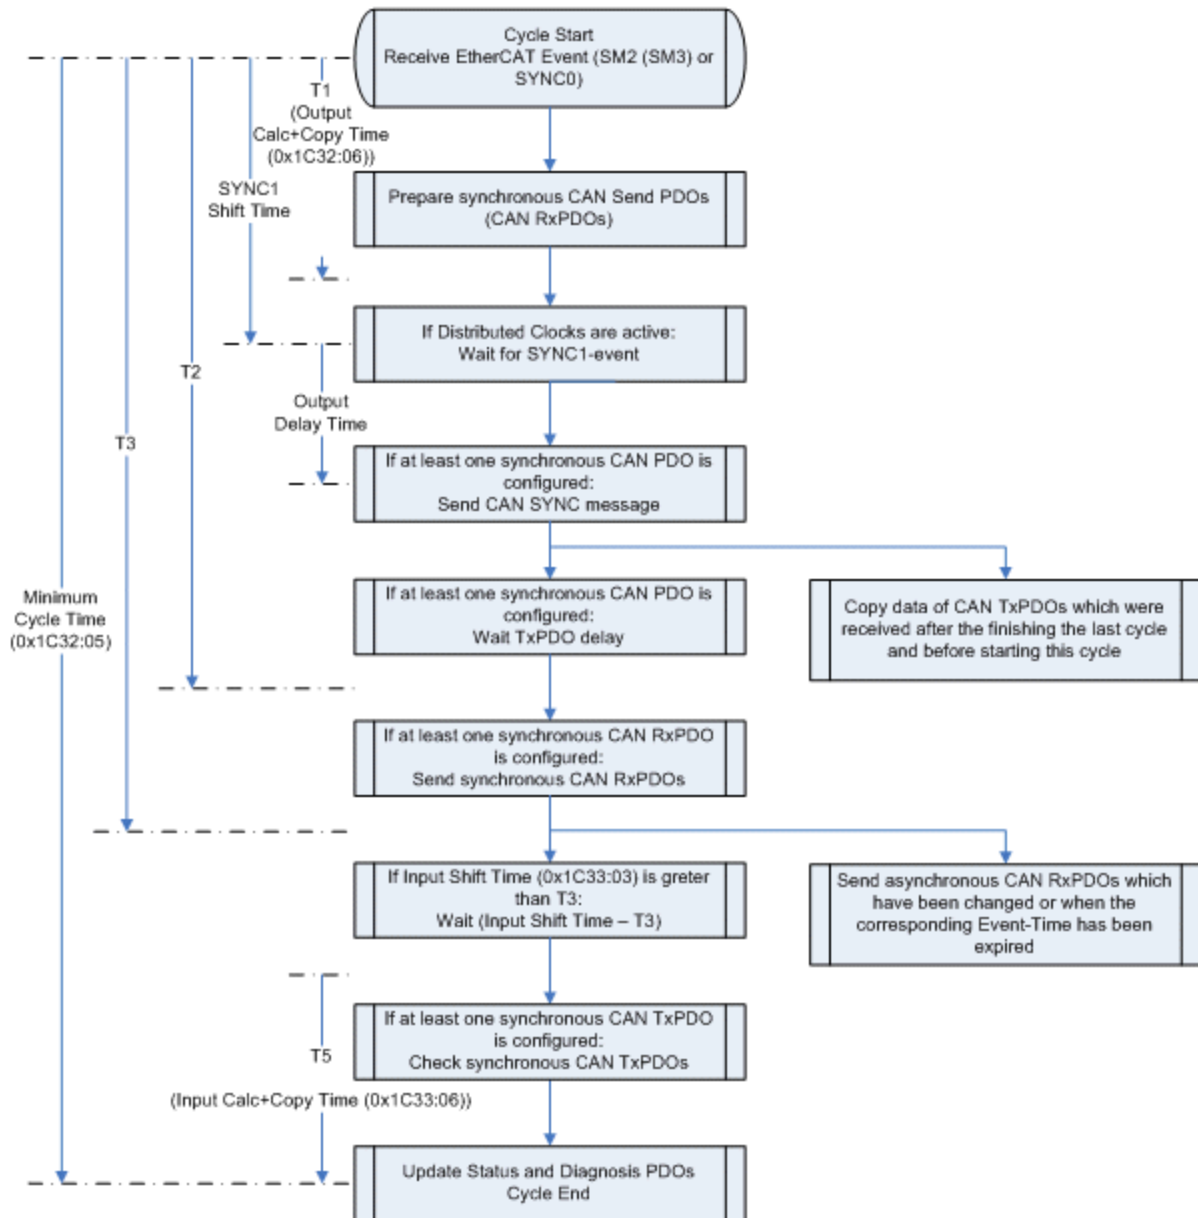 Cycle Start
Receive EtherCAT Event (SM2 (SM3) or
SYNC0)
T1
(Output
Calc+Copy Time
(0x1C32:06))
SYNC1
Shift Time
Prepare synchronous CAN Send PDOs
(CAN RxPDOs)
If Distributed Clocks are active:
Wait for SYNC1-event
T2
Output
Delay Time
T3
If at least one synchronous CAN PDO is
configured:
Send CAN SYNC message
Minimum
Cycle Time
(0x1C32:05)
If at least one synchronous CAN PDO is
configured:
Wait TxPDO delay
Copy data of CAN TxPDOs which were
received after the finishing the last cycle
and before starting this cycle
If at least one synchronous CAN RxPDO
is configured:
Send synchronous CAN RxPDOs
If Input Shift Time (0x1C33:03) is greter
than T3:
Wait (Input Shift Time – T3)
Send asynchronous CAN RxPDOs which
have been changed or when the
corresponding Event-Time has been
expired
If at least one synchronous CAN TxPDO
is configured:
Check synchronous CAN TxPDOs
T5
(Input Calc+Copy Time (0x1C33:06))
Update Status and Diagnosis PDOs
Cycle End